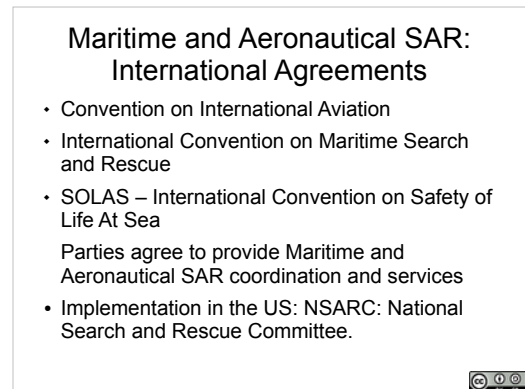 Maritime and Aeronautical SAR:
International Agreements
• Convention on International Aviation
• International Convention on Maritime Search
and Rescue
• SOLAS – International Convention on Safety of
Life At Sea
Parties agree to provide Maritime and
Aeronautical SAR coordination and services
• Implementation in the US: NSARC: National
Search and Rescue Committee.
cc